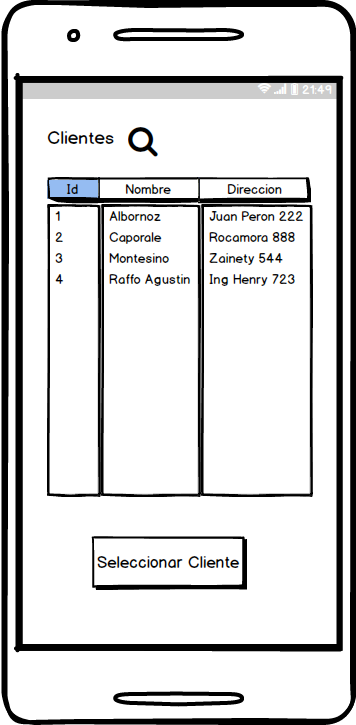 21:49
Clientes
Id Nombre Direccion
1 Albornoz Juan Peron 222
2 Caporale Rocamora 888
3 Montesino Zainety 544
4 Raffo Agustin Ing Henry 723
Seleccionar Cliente